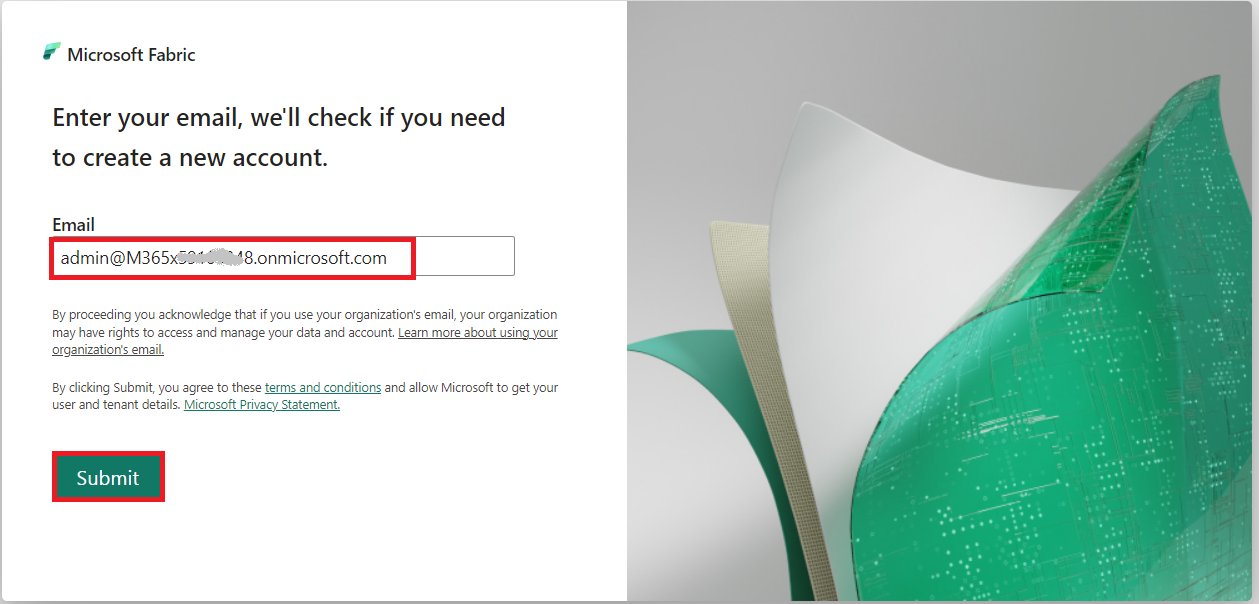 Microsoft Fabric
Enter your email, we'll check if you need
to create a new account.
Email
admin@M365x 48.onmicrosoft.com
By proceeding you acknowledge that if you use your organization's email, your organization
may have rights to access and manage your data and account. Learn more about using your
organization's email.
By clicking Submit, you agree to these terms and conditions and allow Microsoft to get your
user and tenant details. Microsoft Privacy Statement.
Submit